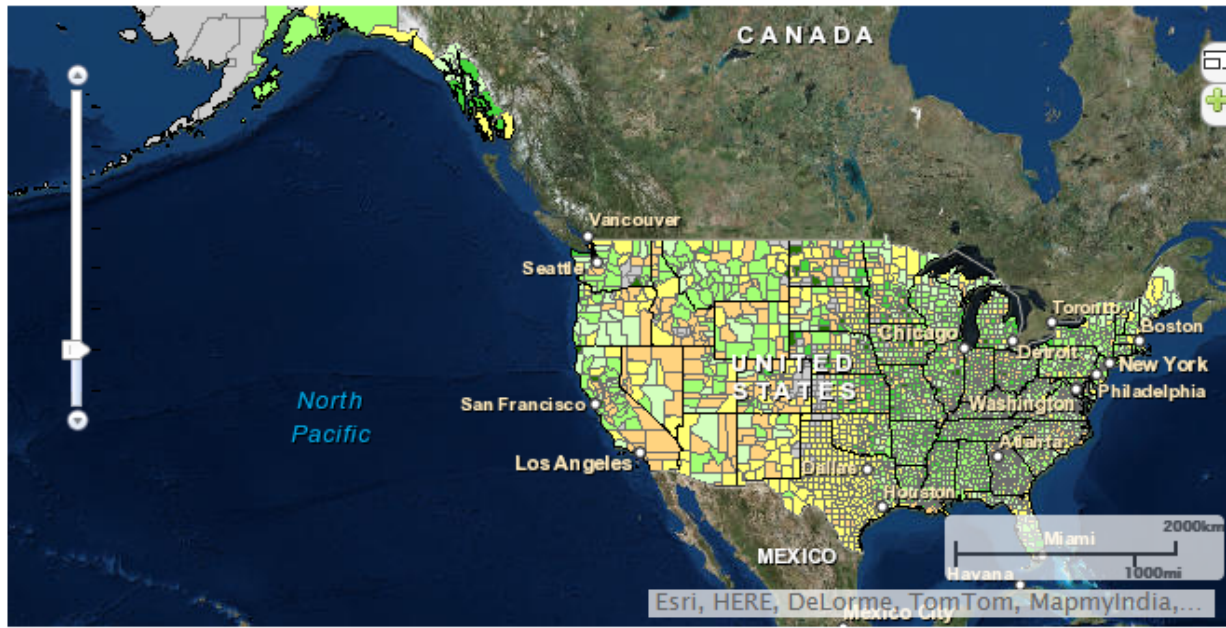 CANADA
Vancouver
Seattle
Toronto
Boston
Chicago
Detroit
New York
UNITED
STATES
Philadelphia
Washington
San Francisco
North
Pacific
Atlanta
Los Angeles
Dallas
Houston
2000km
MEXICO
Miami
1000mi
Havana
Esri, HERE, DeLorme, TomTom, MapmyIndia,...
Mexico City